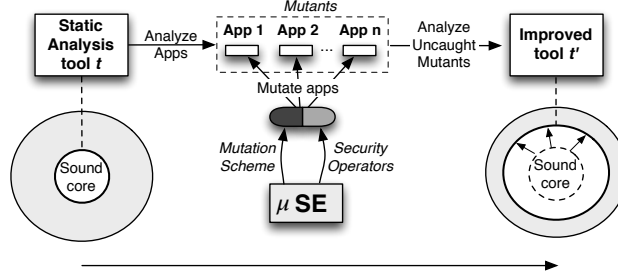 Mutants
Static
Analysis
tool t
Analyze
Apps
App 1 App 2 App n
...
Analyze
Uncaught
Mutants
Improved
tool t'
Mutate apps
Mutation
Scheme
Security
Operators
Sound
core
μ SE
Sound
core